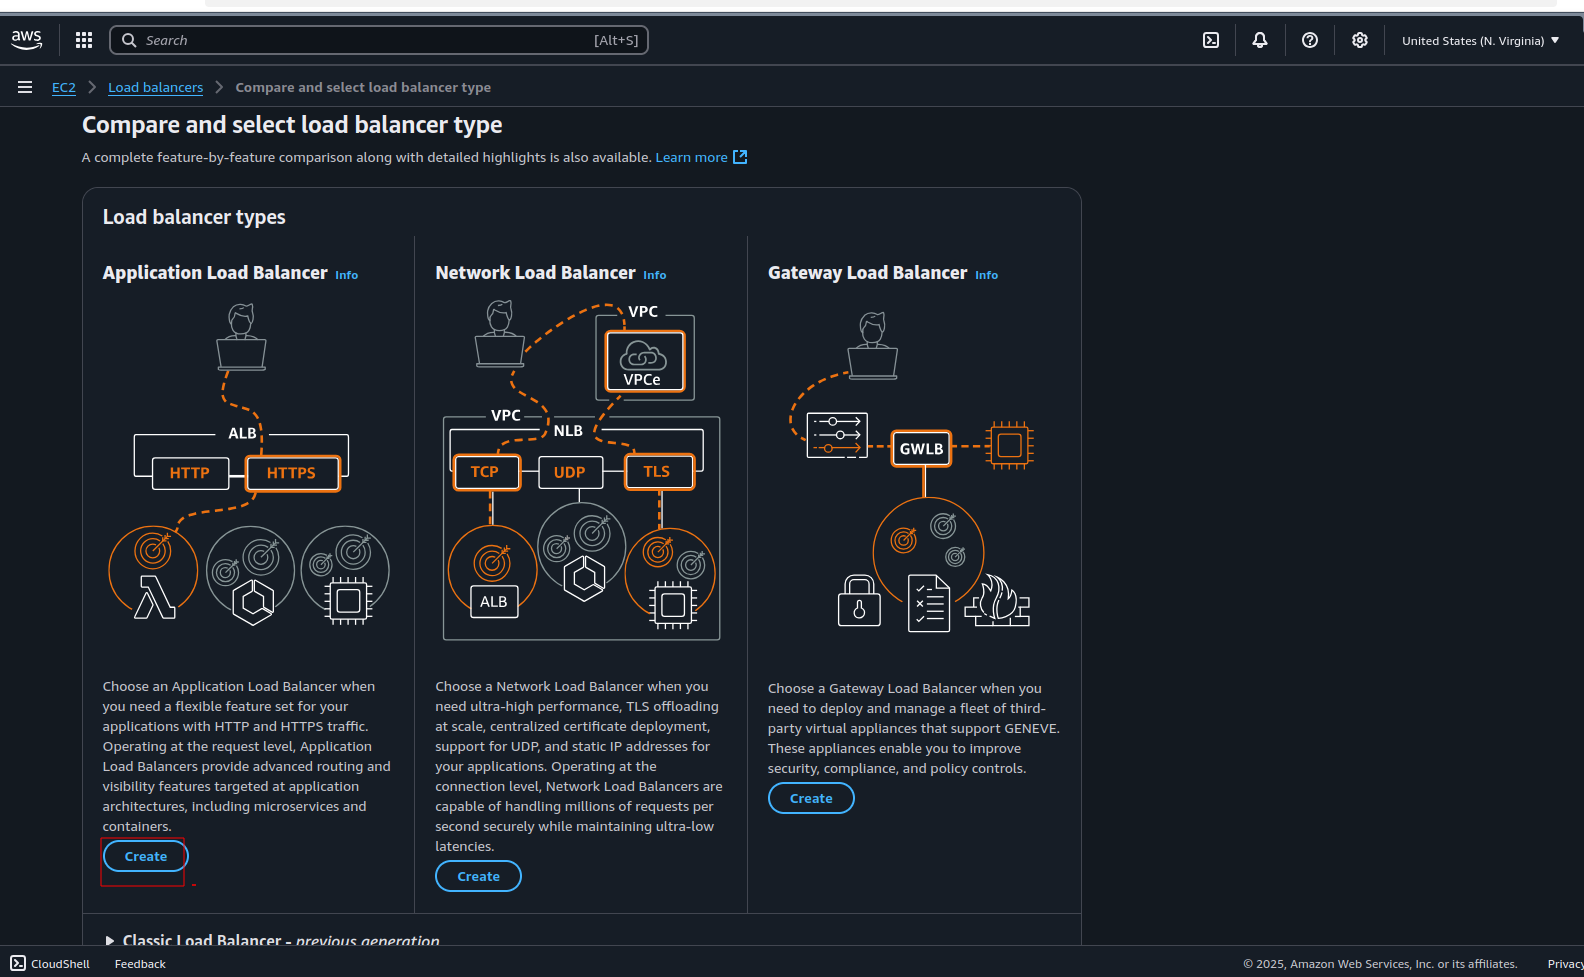 aws
Search
[Alt+S]
United States (N. Virginia)
EC2
Load balancers
Compare and select load balancer type
Compare and select load balancer type
A complete feature-by-feature comparison along with detailed highlights is also available. Learn more
Load balancer types
Application Load Balancer Info
ALB
HTTP
HTTPS
Choose an Application Load Balancer when
you need a flexible feature set for your
applications with HTTP and HTTPS traffic.
Operating at the request level, Application
Load Balancers provide advanced routing and
visibility features targeted at application
architectures, including microservices and
containers.
Create
Network Load Balancer Info
VPC
VPCe
VPC
NLB
TCP
UDP
TLS
ALB
Choose a Network Load Balancer when you
need ultra-high performance, TLS offloading
at scale, centralized certificate deployment,
support for UDP, and static IP addresses for
your applications. Operating at the
connection level, Network Load Balancers are
capable of handling millions of requests per
second securely while maintaining ultra-low
latencies.
Create
Gateway Load Balancer Info
GWLB
Choose a Gateway Load Balancer when you
need to deploy and manage a fleet of third-
party virtual appliances that support GENEVE.
These appliances enable you to improve
security, compliance, and policy controls.
Create
Classic Load Balancer - previous generation
CloudShell
Feedback
© 2025, Amazon Web Services, Inc. or its affiliates.
Privacy